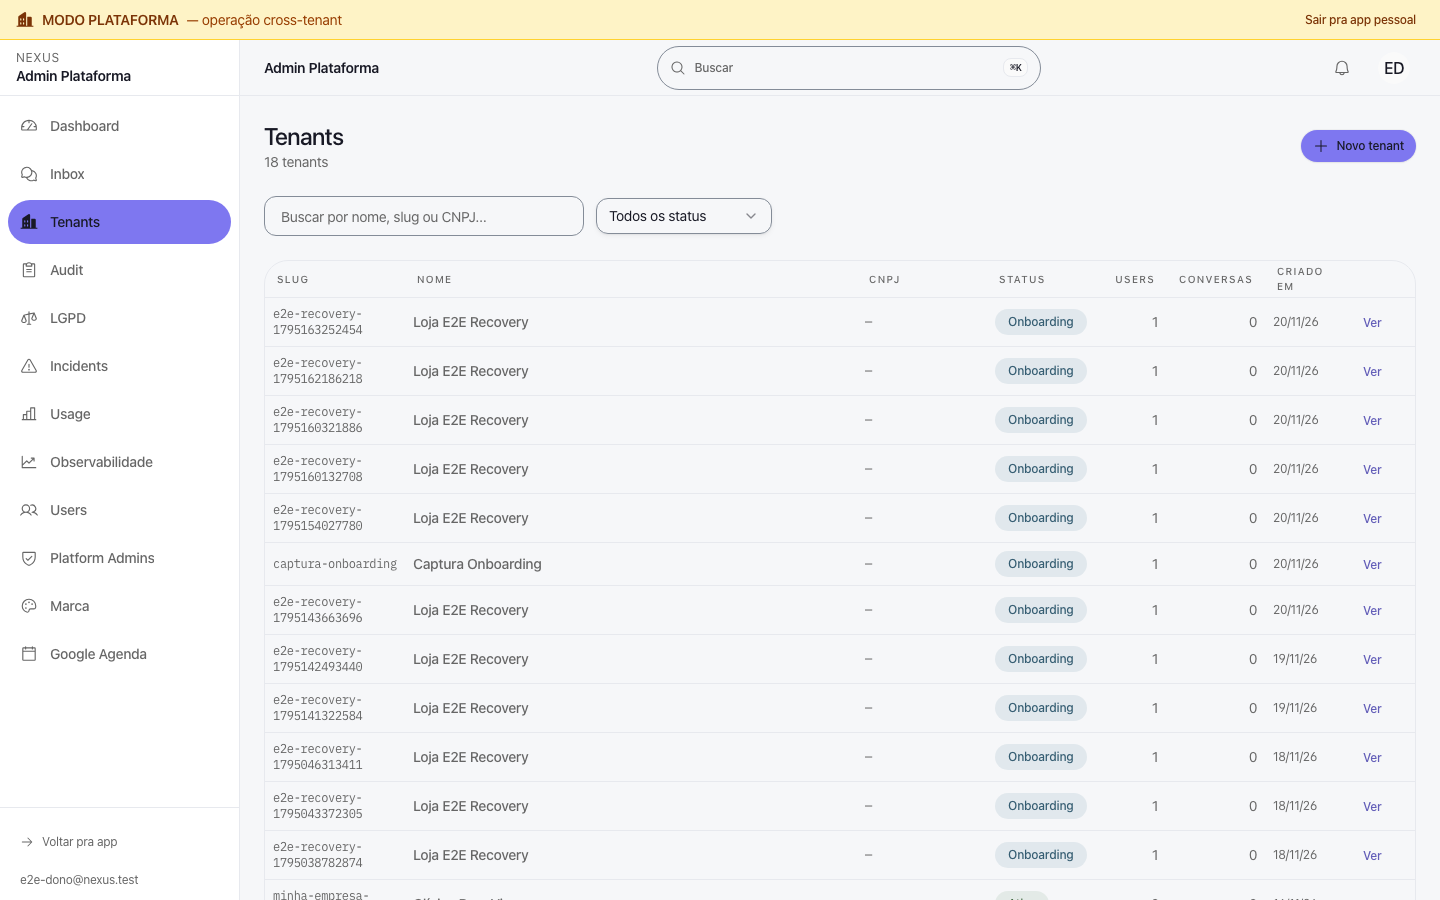 MODO PLATAFORMA — operação cross-tenant
Sair pra app pessoal
NEXUS
Admin Plataforma
Admin Plataforma
Buscar
⌘K
ED
Dashboard
Inbox
Tenants
Audit
LGPD
Incidents
Usage
Observabilidade
Users
Platform Admins
Marca
Google Agenda
Voltar pra app
e2e-dono@nexus.test
Tenants
18 tenants
Novo tenant
Buscar por nome, slug ou CNPJ...
Todos os status
SLUG NOME CNPJ STATUS USERS CONVERSAS CRIADO EM
e2e-recovery-
1795163252454 Loja E2E Recovery — Onboarding 1 0 20/11/26 Ver
e2e-recovery-
1795162186218 Loja E2E Recovery — Onboarding 1 0 20/11/26 Ver
e2e-recovery-
1795160321886 Loja E2E Recovery — Onboarding 1 0 20/11/26 Ver
e2e-recovery-
1795160132708 Loja E2E Recovery — Onboarding 1 0 20/11/26 Ver
e2e-recovery-
1795154027780 Loja E2E Recovery — Onboarding 1 0 20/11/26 Ver
captura-onboarding Captura Onboarding — Onboarding 1 0 20/11/26 Ver
e2e-recovery-
1795143663696 Loja E2E Recovery — Onboarding 1 0 20/11/26 Ver
e2e-recovery-
1795142493440 Loja E2E Recovery — Onboarding 1 0 19/11/26 Ver
e2e-recovery-
1795141322584 Loja E2E Recovery — Onboarding 1 0 19/11/26 Ver
e2e-recovery-
1795046313411 Loja E2E Recovery — Onboarding 1 0 18/11/26 Ver
e2e-recovery-
1795043372305 Loja E2E Recovery — Onboarding 1 0 18/11/26 Ver
e2e-recovery-
1795038782874 Loja E2E Recovery — Onboarding 1 0 18/11/26 Ver
minha-empresa-